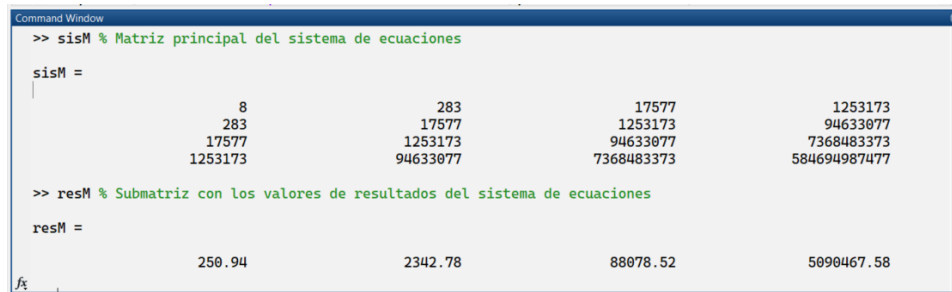 Command Window
>> sisM % Matriz principal del sistema de ecuaciones
sisM =
8 283 17577 1253173
283 17577 1253173 94633077
17577 1253173 94633077 7368483373
1253173 94633077 7368483373 584694987477
>> resM % Submatriz con los valores de resultados del sistema de ecuaciones
resM =
250.94 2342.78 88078.52 5090467.58
fx